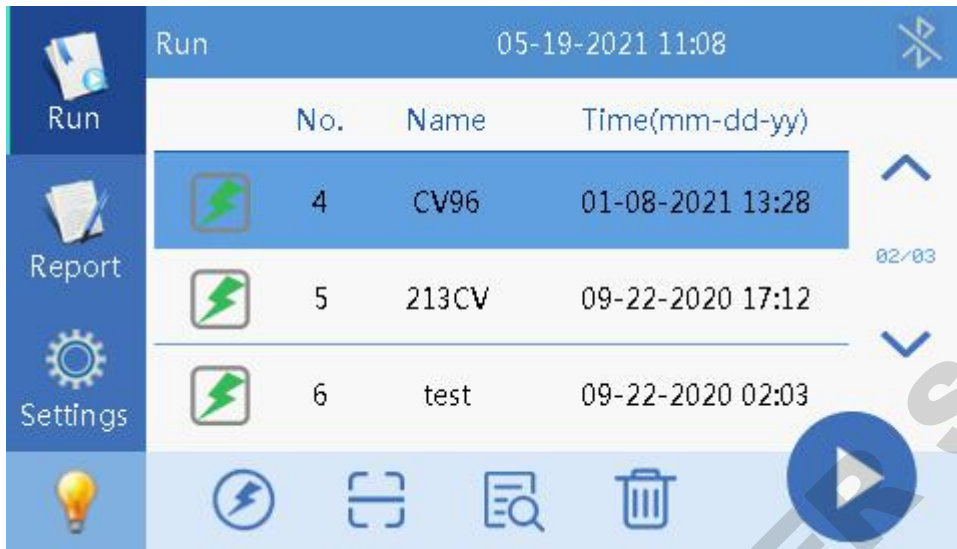 Run 05-19-2021 11:08
Run
No. Name Time(mm-dd-yy)
4 CV96 01-08-2021 13:28
02/03
Report
5 213CV 09-22-2020 17:12
6 test 09-22-2020 02:03
Settings